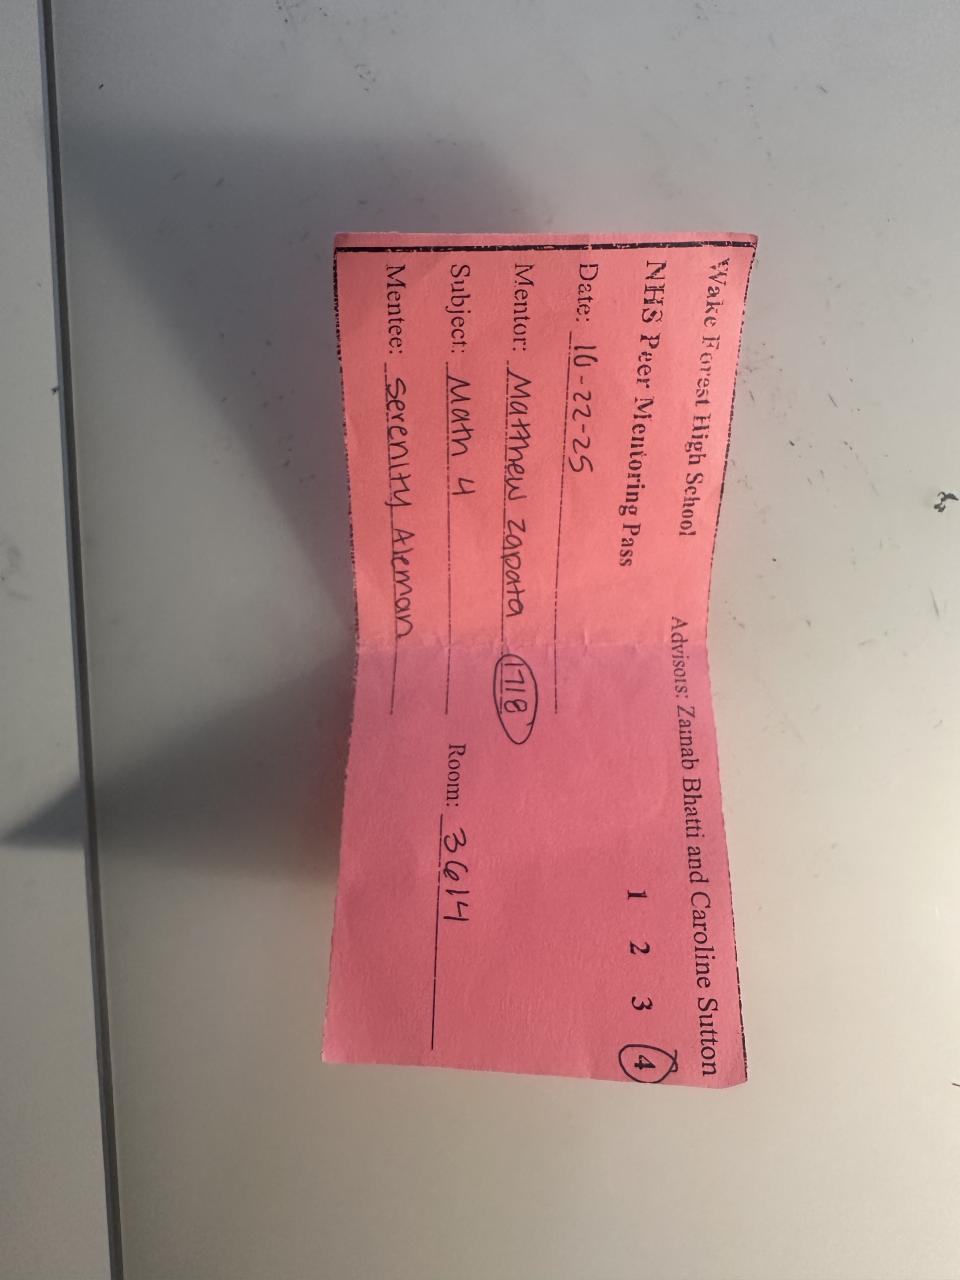 Wake Forest High School Advisors: Zainab Bhatti and Caroline Sutton
NHS Peer Mentoring Pass 1 2 3 4
Date: 10-22-25
Mentor: Matthew Zapata 1718
Subject: Math 4 Room: 3614
Mentee: Serenity Aleman